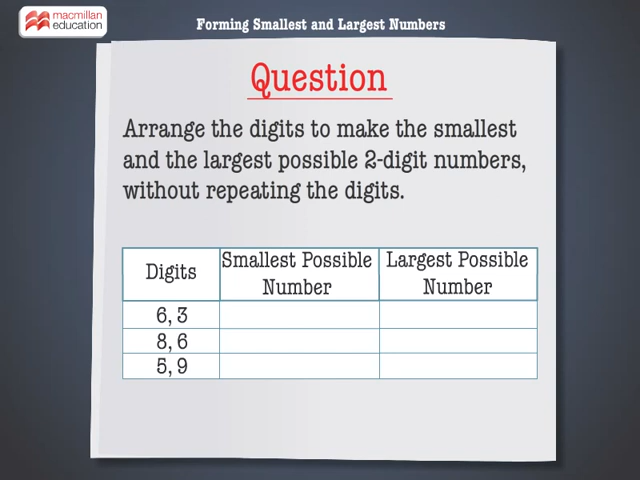 macmillan
education
Forming Smallest and Largest Numbers
Question
Arrange the digits to make the smallest
and the largest possible 2-digit numbers,
without repeating the digits.
Digits
Smallest Possible
Number
Largest Possible
Number
6, 3
8, 6
5, 9